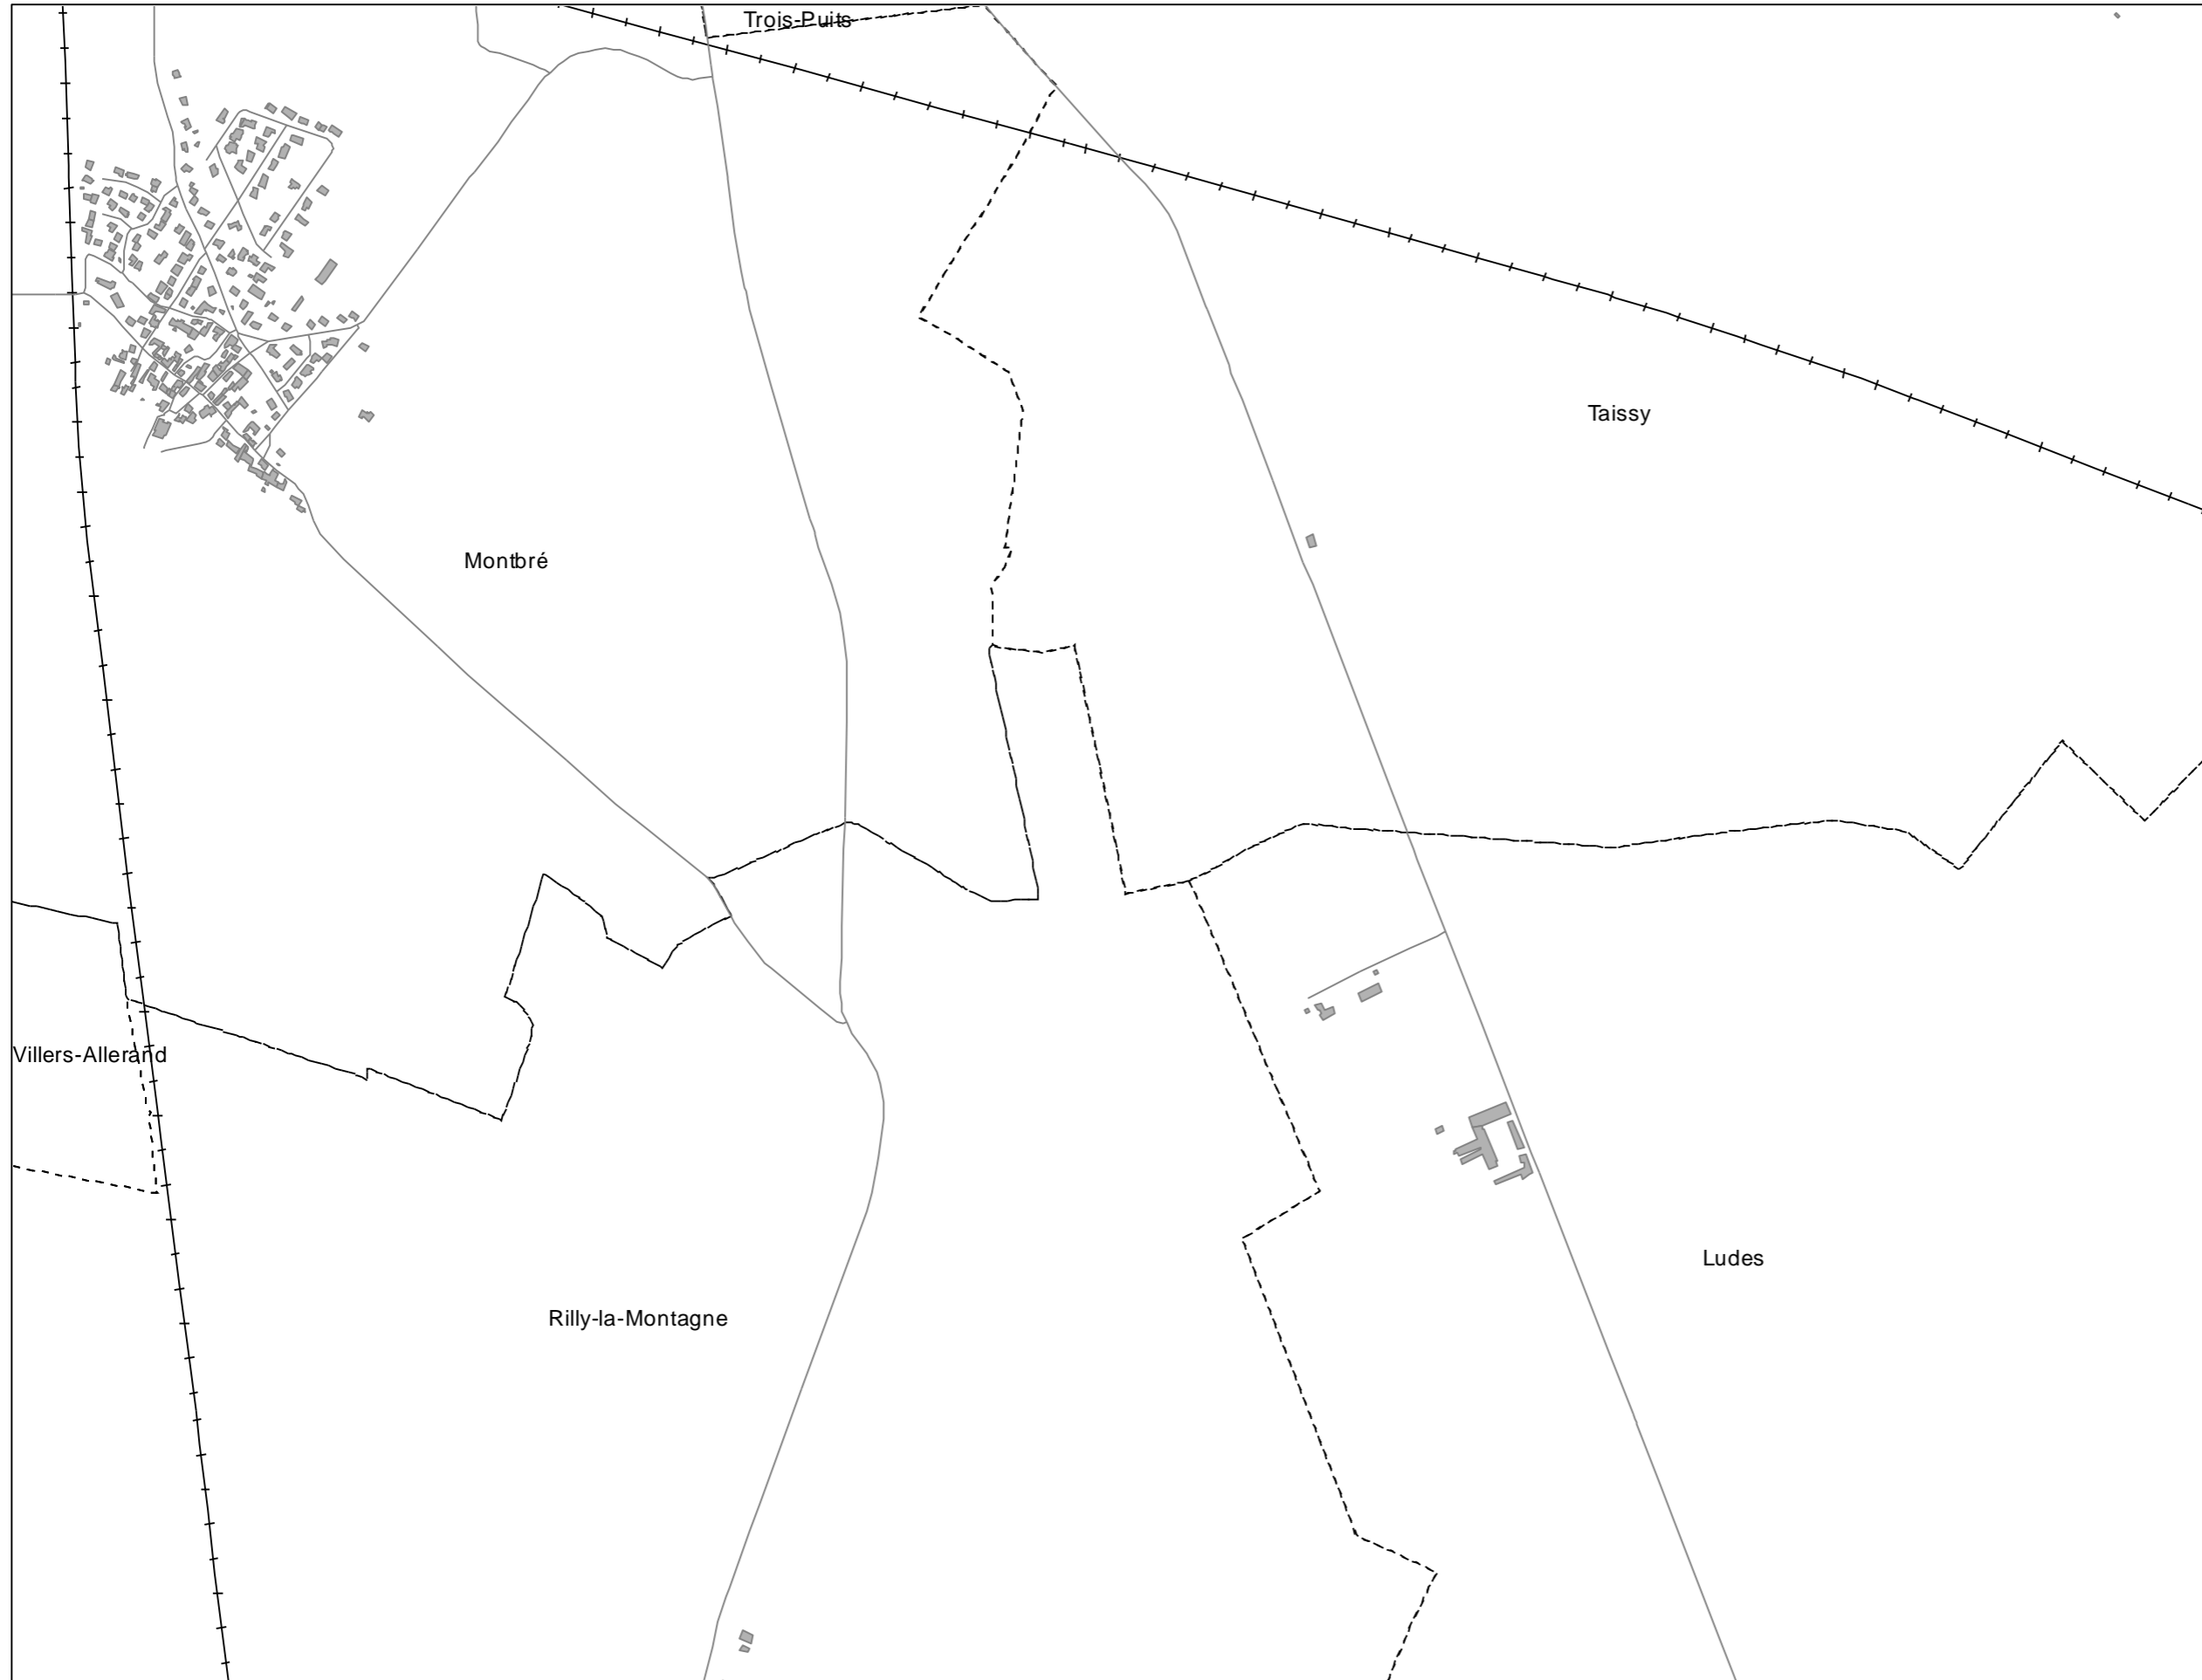 Trois-Puits
Taissy
Montbré
Villers-Allerand
Ludes
Rilly-la-Montagne